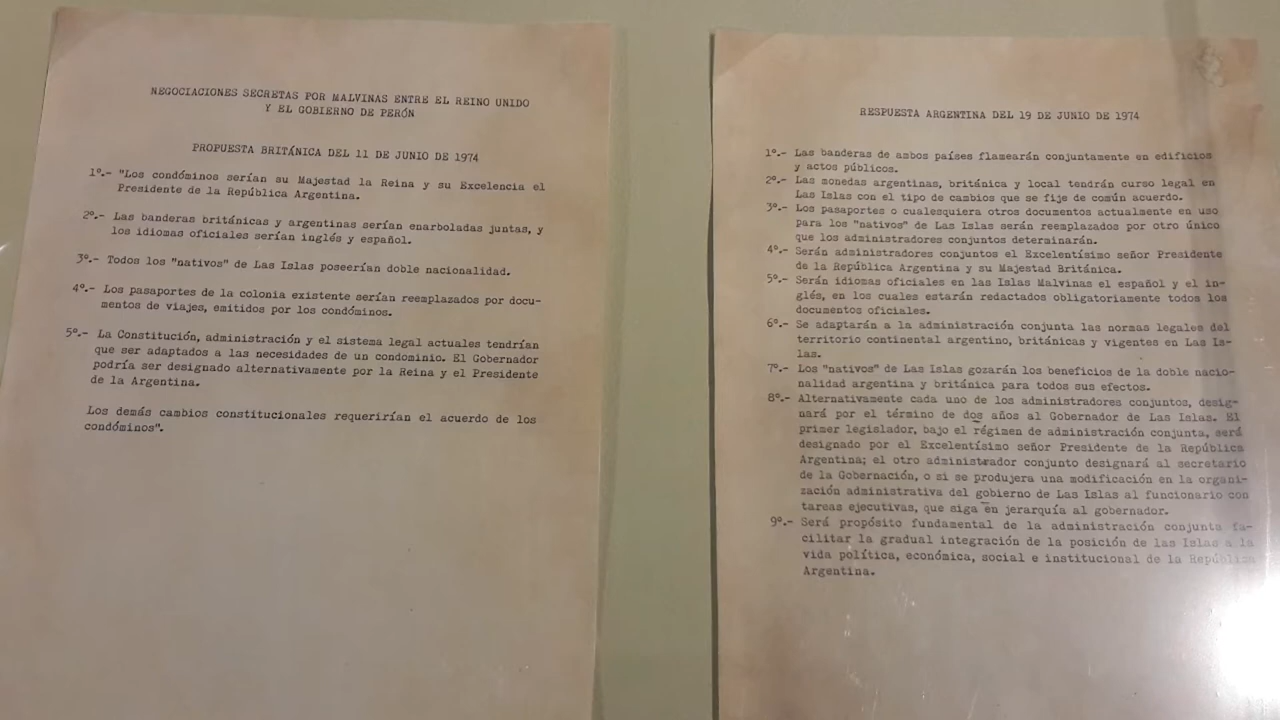 NEGOCIACIONES SECRETAS POR MALVINAS ENTRE EL REINO UNIDO
Y EL GOBIERNO DE PERÓN
PROPUESTA BRITÁNICA DEL 11 DE JUNIO DE 1974
1º.- "Los condóminos serían su Majestad la Reina y su Excelencia el
Presidente de la República Argentina.
2º.- Las banderas británicas y argentinas serían enarboladas juntas, y
los idiomas oficiales serían inglés y español.
3º.- Todos los "nativos" de Las Islas poseerían doble nacionalidad.
4º.- Los pasaportes de la colonia existente serían reemplazados por docu-
mentos de viajes, emitidos por los condóminos.
5º.- La Constitución, administración y el sistema legal actuales tendrían
que ser adaptados a las necesidades de un condominio. El Gobernador
podría ser designado alternativamente por la Reina y el Presidente
de la Argentina.
Los demás cambios constitucionales requerirían el acuerdo de los
condóminos".
RESPUESTA ARGENTINA DEL 19 DE JUNIO DE 1974
1º.- Las banderas de ambos países flamearán conjuntamente en edificios
y actos públicos.
2º.- Las monedas argentinas, británica y local tendrán curso legal en
Las Islas con el tipo de cambios que se fije de común acuerdo.
3º.- Los pasaportes o cualesquiera otros documentos actualmente en uso
para los "nativos" de Las Islas serán reemplazados por otro único
que los administradores conjuntos determinarán.
4º.- Serán administradores conjuntos el Excelentísimo señor Presidente
de la República Argentina y su Majestad Británica.
5º.- Serán idiomas oficiales en las Islas Malvinas el español y el in-
glés, en los cuales estarán redactados obligatoriamente todos los
documentos oficiales.
6º.- Se adaptarán a la administración conjunta las normas legales del
territorio continental argentino, británicas y vigentes en Las Is-
las.
7º.- Los "nativos" de Las Islas gozarán los beneficios de la doble nacio-
nalidad argentina y británica para todos sus efectos.
8º.- Alternativamente cada uno de los administradores conjuntos, desig-
nará por el término de dos años al Gobernador de Las Islas. El
primer legislador, bajo el régimen de administración conjunta, será
designado por el Excelentísimo señor Presidente de la República
Argentina; el otro administrador conjunto designará al secretario
de la Gobernación, o si se produjera una modificación en la organi-
zación administrativa del gobierno de Las Islas al funcionario con
tareas ejecutivas, que siga en jerarquía al gobernador.
9º.- Será propósito fundamental de la administración conjunta fa-
cilitar la gradual integración de la posición de las Islas a la
vida política, económica, social e institucional de la República
Argentina.